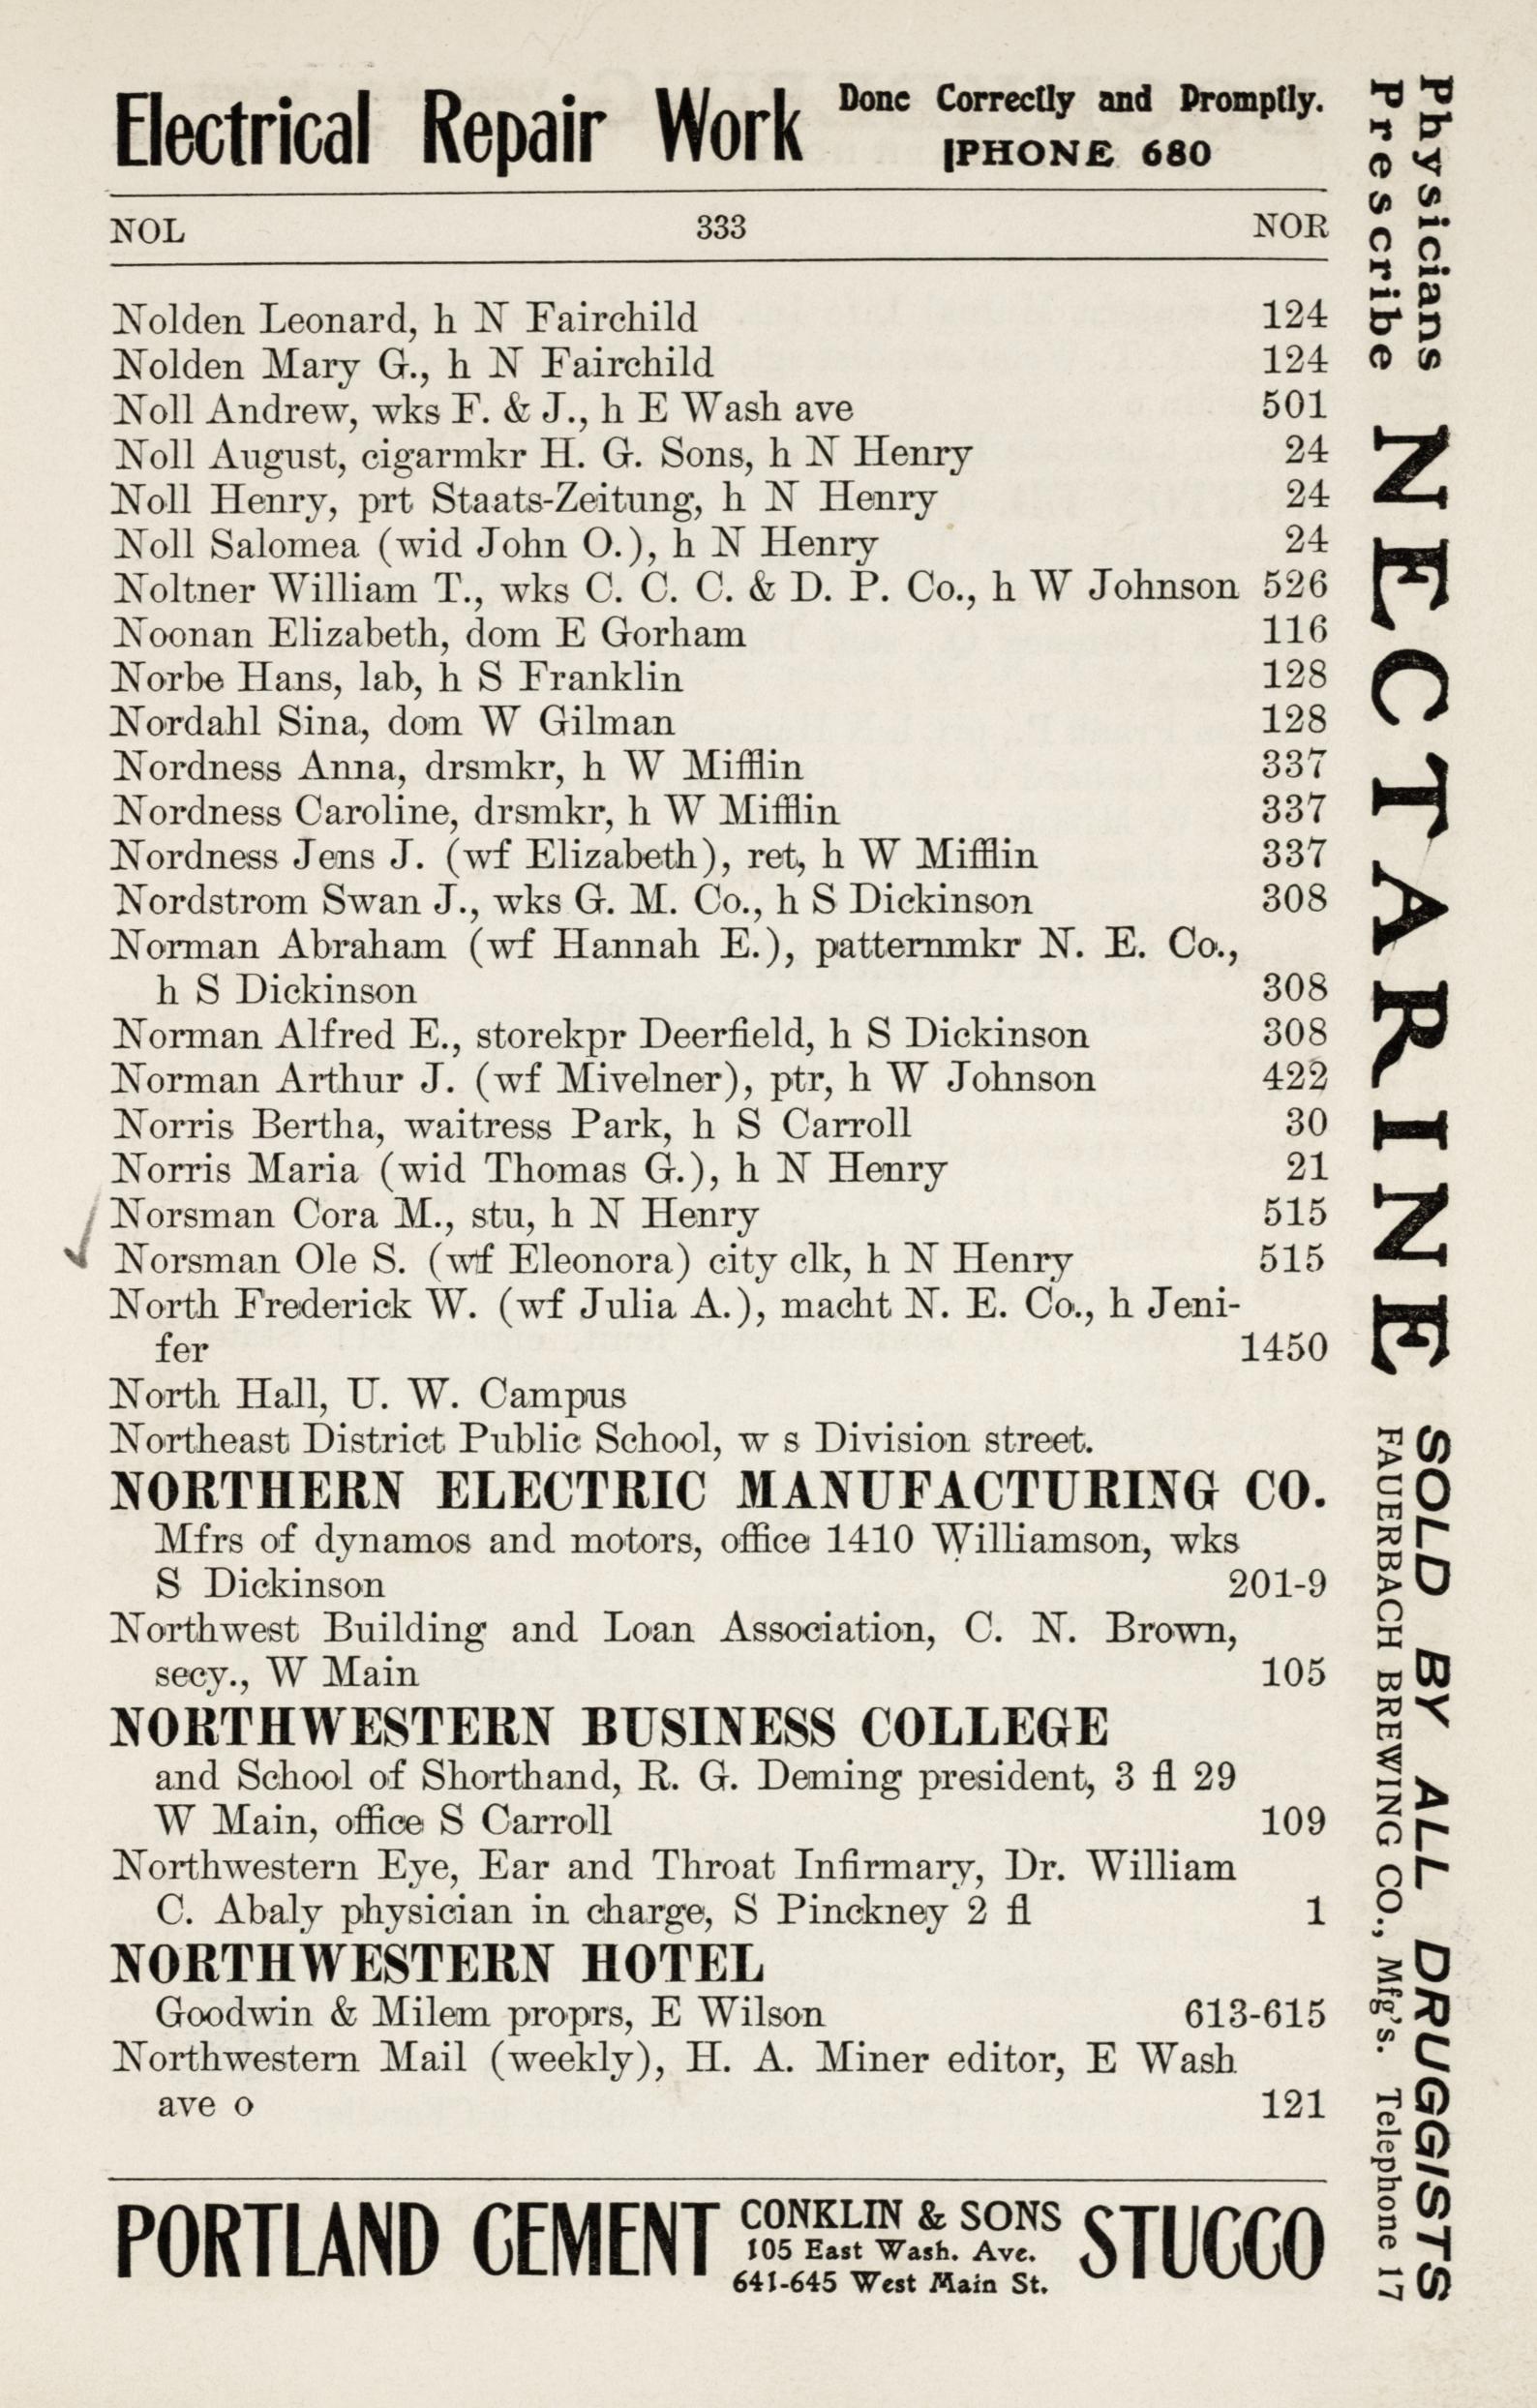 Electrical Repair Work Done Correctly and Promptly.
PHONE 680
NOL 333 NOR
Nolden Leonard, h N Fairchild 124
Nolden Mary G., h N Fairchild 124
Noll Andrew, wks F. & J., h E Wash ave 501
Noll August, cigarmkr H. G. Sons, h N Henry 24
Noll Henry, prt Staats-Zeitung, h N Henry 24
Noll Salomea (wid John O.), h N Henry 24
Noltner William T., wks C. C. C. & D. P. Co., h W Johnson 526
Noonan Elizabeth, dom E Gorham 116
Norbe Hans, lab, h S Franklin 128
Nordahl Sina, dom W Gilman 128
Nordness Anna, drsmkr, h W Mifflin 337
Nordness Caroline, drsmkr, h W Mifflin 337
Nordness Jens J. (wf Elizabeth), ret, h W Mifflin 337
Nordstrom Swan J., wks G. M. Co., h S Dickinson 308
Norman Abraham (wf Hannah E.), patternmkr N. E. Co.,
h S Dickinson 308
Norman Alfred E., storekpr Deerfield, h S Dickinson 308
Norman Arthur J. (wf Mivelner), ptr, h W Johnson 422
Norris Bertha, waitress Park, h S Carroll 30
Norris Maria (wid Thomas G.), h N Henry 21
Norsman Cora M., stu, h N Henry 515
Norsman Ole S. (wf Eleonora) city clk, h N Henry 515
North Frederick W. (wf Julia A.), macht N. E. Co., h Jeni-
fer 1450
North Hall, U. W. Campus
Northeast District Public School, w s Division street.
NORTHERN ELECTRIC MANUFACTURING CO.
Mfrs of dynamos and motors, office 1410 Williamson, wks
S Dickinson 201-9
Northwest Building and Loan Association, C. N. Brown,
secy., W Main 105
NORTHWESTERN BUSINESS COLLEGE
and School of Shorthand, R. G. Deming president, 3 fl 29
W Main, office S Carroll 109
Northwestern Eye, Ear and Throat Infirmary, Dr. William
C. Abaly physician in charge, S Pinckney 2 fl 1
NORTHWESTERN HOTEL
Goodwin & Milem proprs, E Wilson 613-615
Northwestern Mail (weekly), H. A. Miner editor, E Wash
ave o 121
PORTLAND CEMENT CONKLIN & SONS STUCCO
105 East Wash. Ave.
641-645 West Main St.
Physicians
Prescribe
NECTARINE
SOLD BY ALL DRUGGISTS
FAUERBACH BREWING CO., Mfg's. Telephone 17